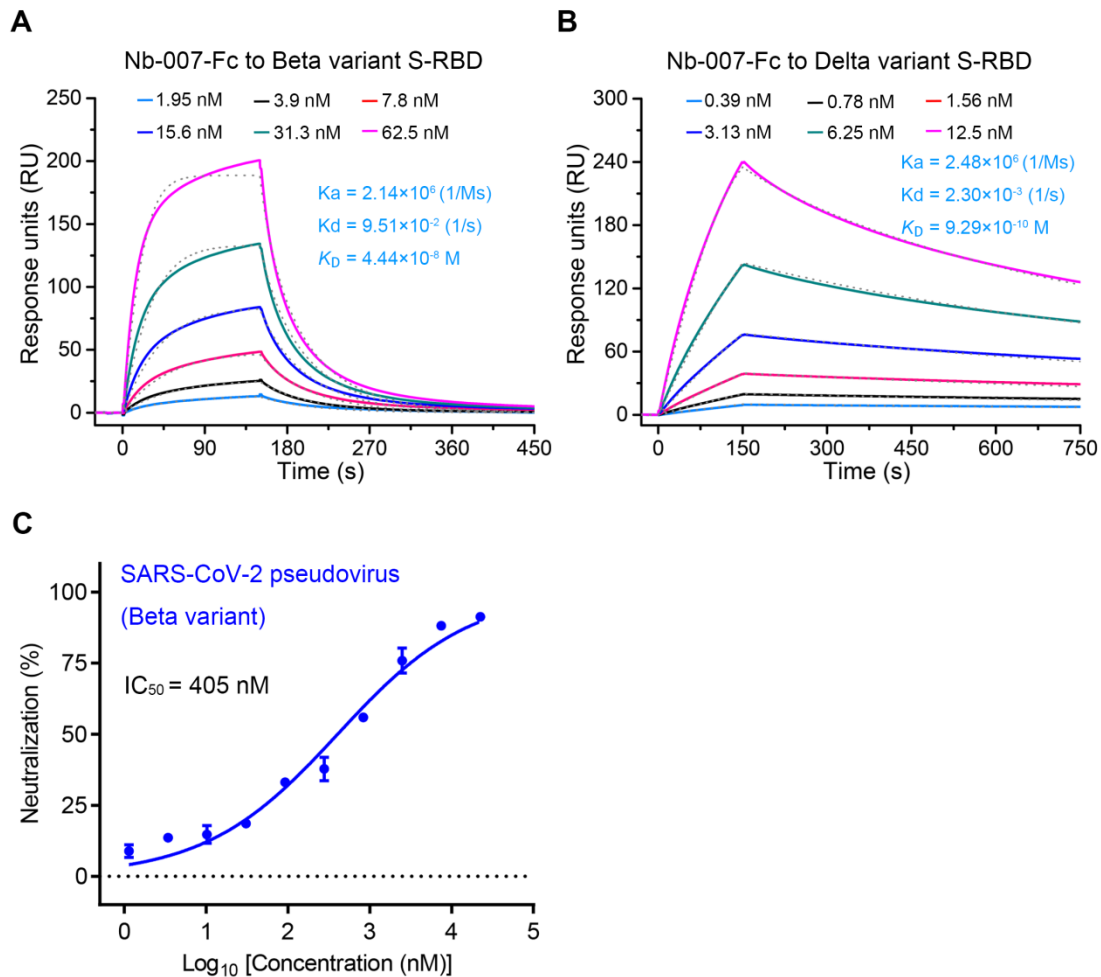 A
Nb-007-Fc to Beta variant S-RBD
1.95 nM 3.9 nM 7.8 nM
15.6 nM 31.3 nM 62.5 nM
Ka = 2.14×10⁶ (1/Ms)
Kd = 9.51×10⁻² (1/s)
K_D = 4.44×10⁻⁸ M
Response units (RU)
250
200
150
100
50
0
0 90 180 270 360 450
Time (s)
B
Nb-007-Fc to Delta variant S-RBD
0.39 nM 0.78 nM 1.56 nM
3.13 nM 6.25 nM 12.5 nM
Ka = 2.48×10⁶ (1/Ms)
Kd = 2.30×10⁻³ (1/s)
K_D = 9.29×10⁻¹⁰ M
Response units (RU)
300
240
180
120
60
0
0 150 300 450 600 750
Time (s)
C
SARS-CoV-2 pseudovirus
(Beta variant)
IC₅₀ = 405 nM
Neutralization (%)
100
75
50
25
0
0 1 2 3 4 5
Log₁₀ [Concentration (nM)]